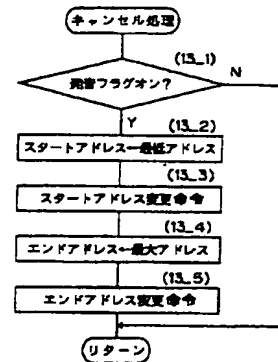 キャンセル処理
(13_1)
発音フラグオン? N
Y
(13_2)
スタートアドレス←最低アドレス
(13_3)
スタートアドレス変更命令
(13_4)
エンドアドレス←最大アドレス
(13_5)
エンドアドレス変更命令
リターン